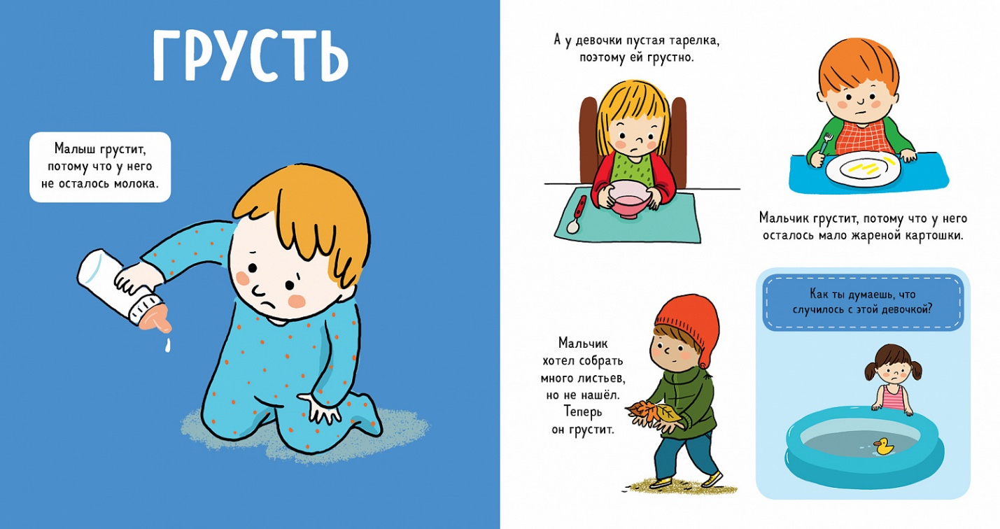 ГРУСТЬ
Малыш грустит,
потому что у него
не осталось молока.
А у девочки пустая тарелка,
поэтому ей грустно.
Мальчик грустит, потому что у него
осталось мало жареной картошки.
Мальчик
хотел собрать
много листьев,
но не нашёл.
Теперь
он грустит.
Как ты думаешь, что
случилось с этой девочкой?